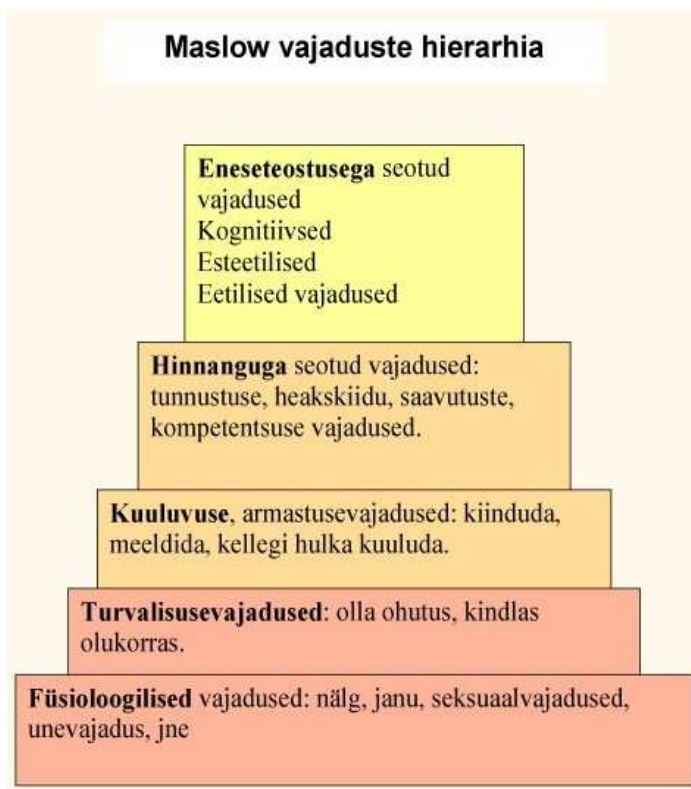 Maslow vajaduste hierarhia
Eneseteostusega seotud
vajadused
Kognitiivsed
Esteetilised
Eetilised vajadused
Hinnanguga seotud vajadused:
tunnustuse, heakskiidu, saavutuste,
kompetentsuse vajadused.
Kuuluvuse, armastusevajadused: kiinduda,
meeldida, kellegi hulka kuuluda.
Turvalisusevajadused: olla ohutus, kindlas
olukorras.
Füsioloogilised vajadused: nälg, janu, seksuaalvajadused,
unevajadus, jne